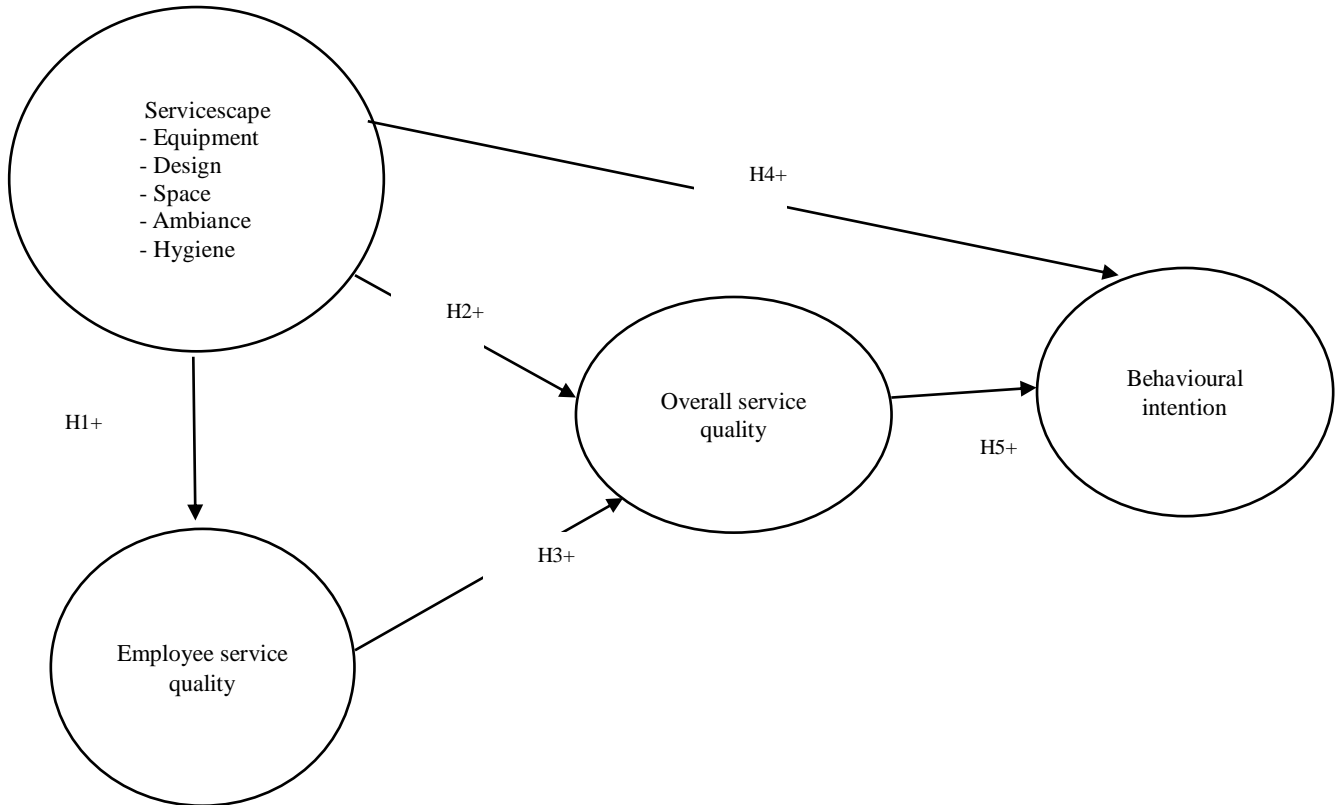 Servicescape
- Equipment
- Design
- Space
- Ambiance
- Hygiene
H4+
H2+
H1+
Overall service
quality
Behavioural
intention
H5+
H3+
Employee service
quality